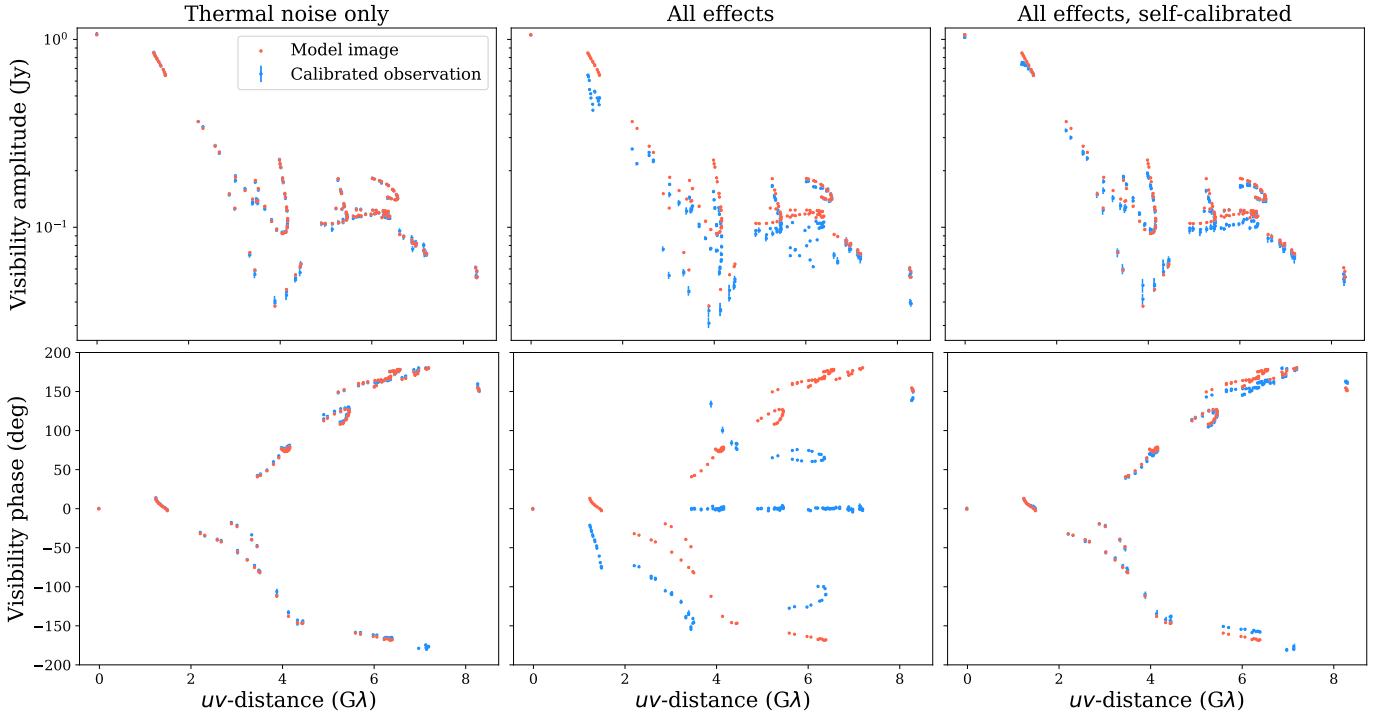 Thermal noise only
All effects
All effects, self-calibrated
Visibility amplitude (Jy)
10⁰
10⁻¹
Model image
Calibrated observation
Visibility phase (deg)
200
150
100
50
0
−50
−100
−150
−200
0 2 4 6 8
0 2 4 6 8
0 2 4 6 8
uv-distance (Gλ)
uv-distance (Gλ)
uv-distance (Gλ)